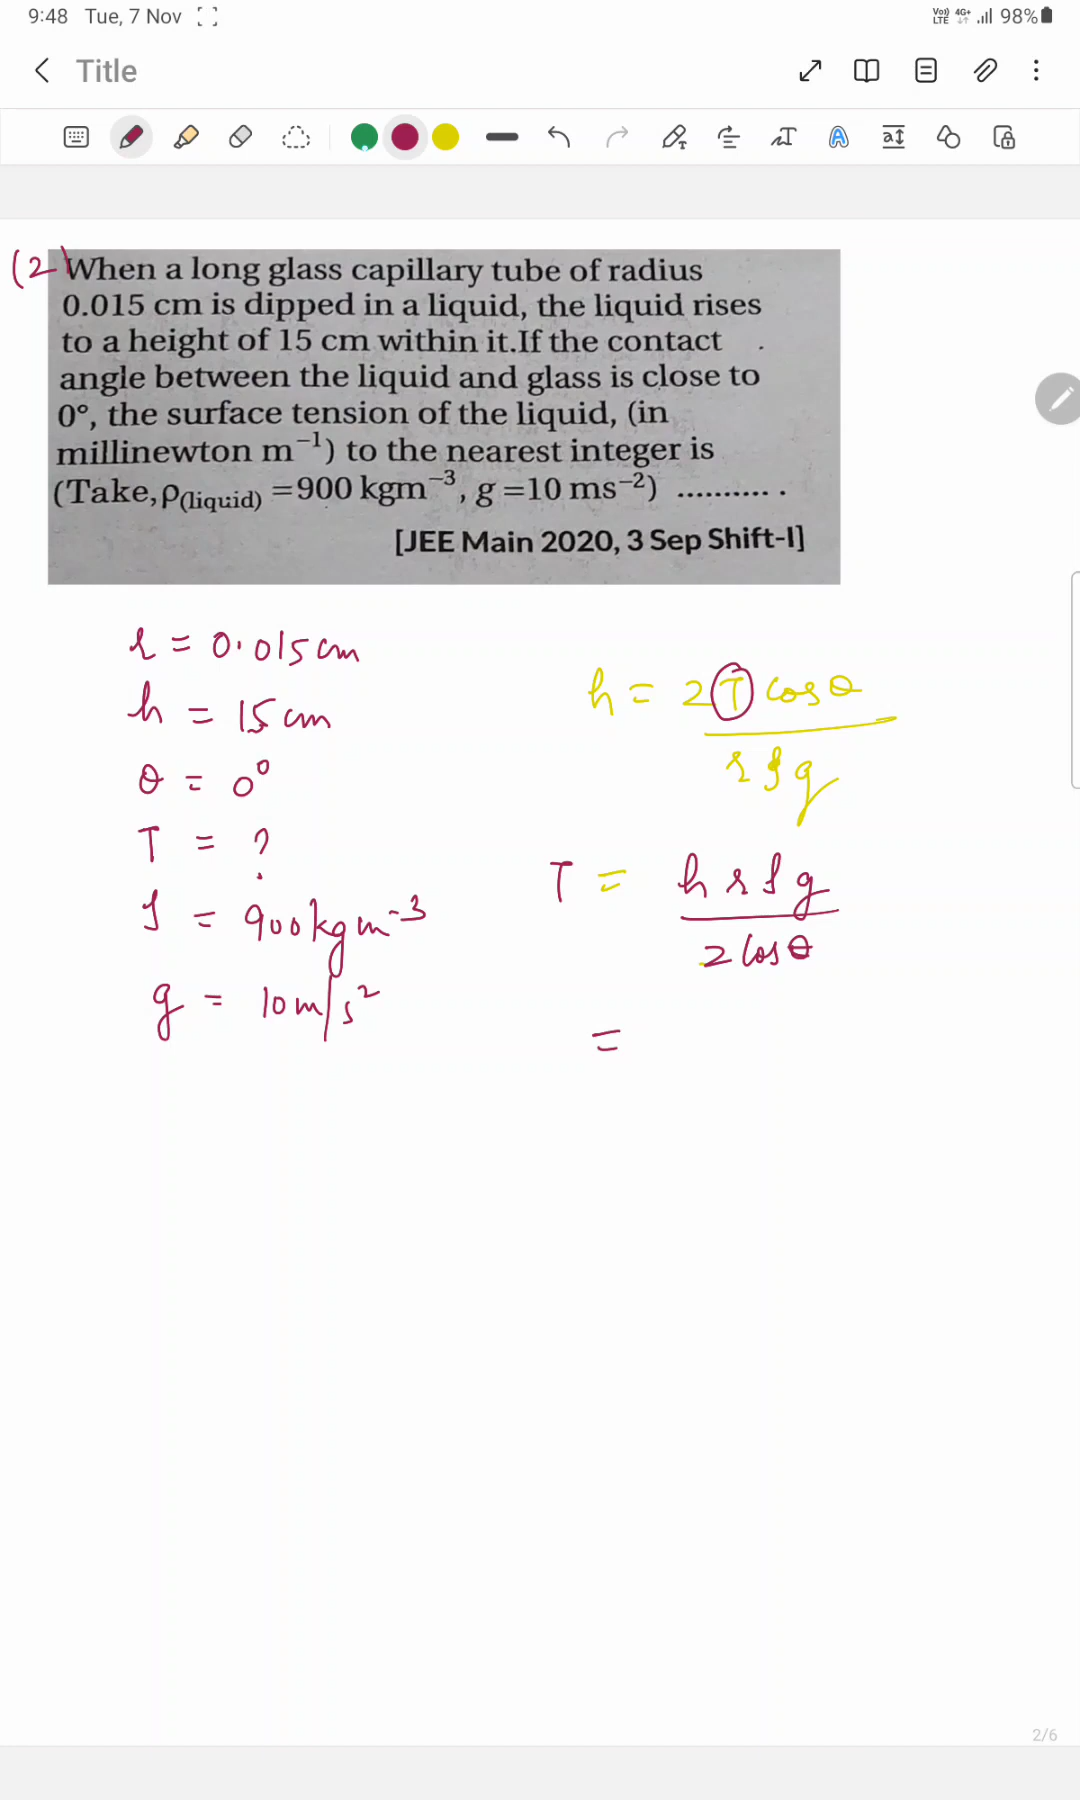 9:48 Tue, 7 Nov
Vo)) LTE 4G+ 98%
Title
(2) When a long glass capillary tube of radius
0.015 cm is dipped in a liquid, the liquid rises
to a height of 15 cm within it.If the contact
angle between the liquid and glass is close to
0°, the surface tension of the liquid, (in
millinewton m⁻¹) to the nearest integer is
(Take, ρ(liquid) = 900 kgm⁻³, g = 10 ms⁻²) ...........
[JEE Main 2020, 3 Sep Shift-I]
r = 0.015 cm
h = 15 cm
θ = 0°
T = ?
ρ = 900 kg m⁻³
g = 10 m/s²
h = 2 T cos θ
r ρ g
T = h r ρ g
2 cos θ
=
2/6